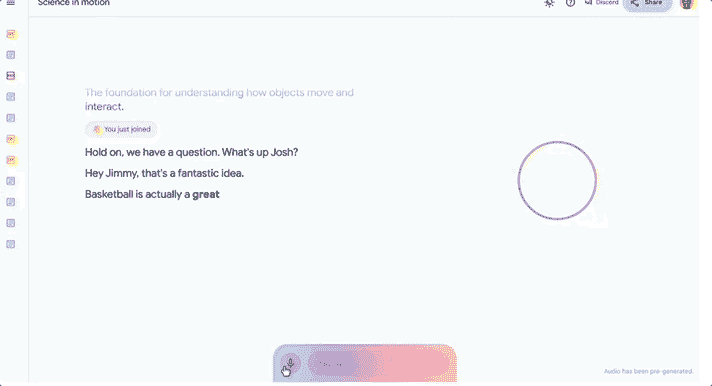 Science in motion
Discord
Share
The foundation for understanding how objects move and
interact.
You just joined
Hold on, we have a question. What's up Josh?
Hey Jimmy, that's a fantastic idea.
Basketball is actually a great
Audio has been pre-generated.